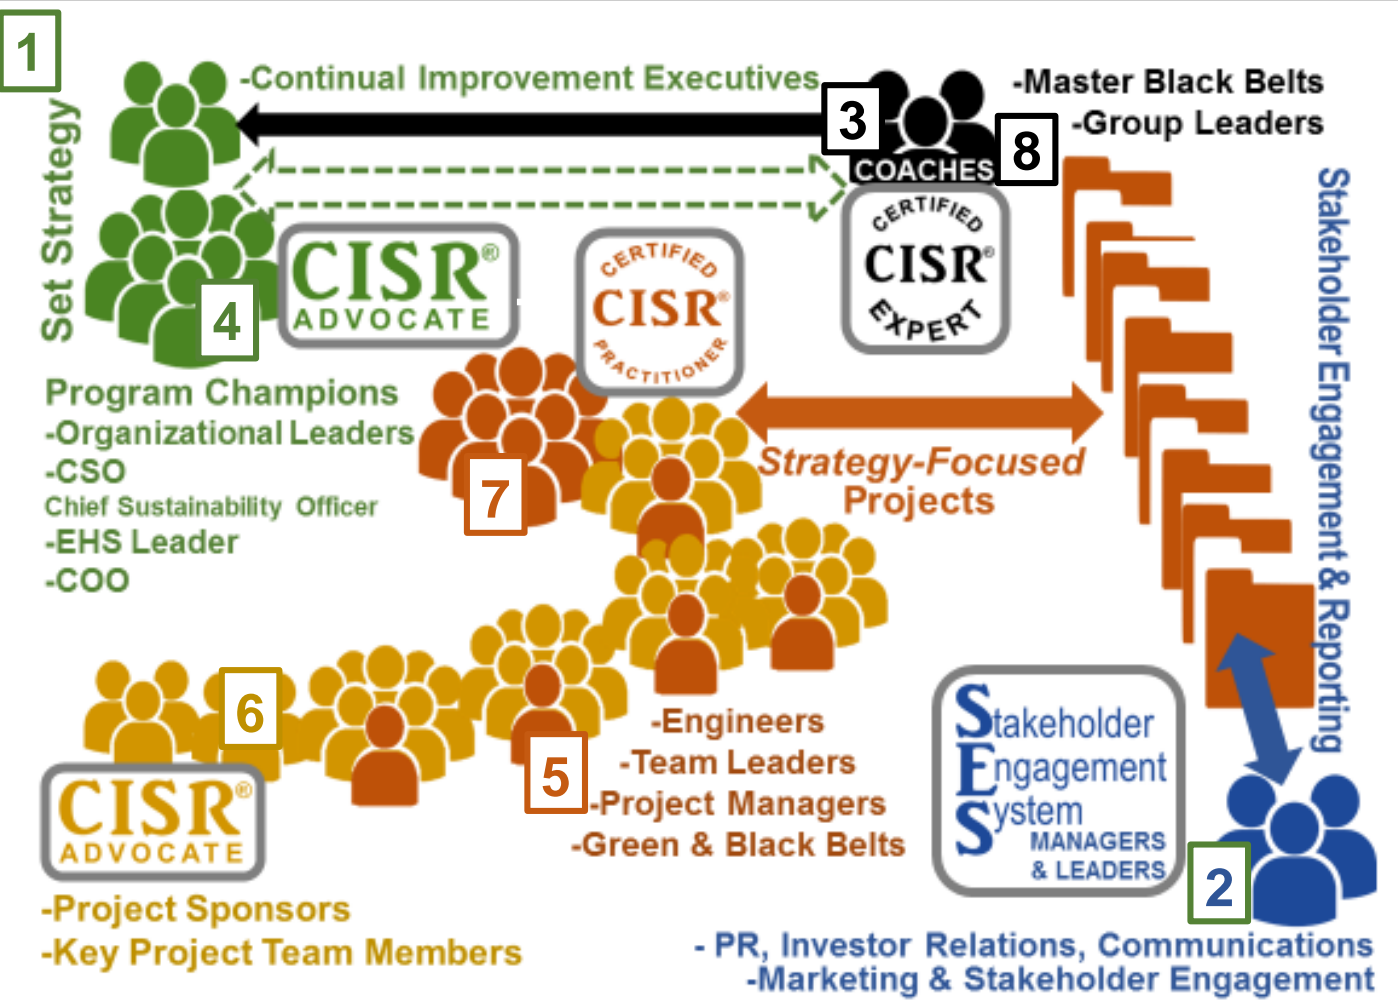 1
-Continual Improvement Executives
3
COACHES
8
-Master Black Belts
-Group Leaders
Set Strategy
4
CISR®
ADVOCATE
CERTIFIED
CISR®
PRACTITIONER
CERTIFIED
CISR®
EXPERT
Stakeholder Engagement & Reporting
Program Champions
-Organizational Leaders
-CSO
Chief Sustainability Officer
-EHS Leader
-COO
7
Strategy-Focused
Projects
6
CISR®
ADVOCATE
-Project Sponsors
-Key Project Team Members
5
-Engineers
-Team Leaders
-Project Managers
-Green & Black Belts
Stakeholder
Engagement
System
MANAGERS
& LEADERS
2
- PR, Investor Relations, Communications
-Marketing & Stakeholder Engagement